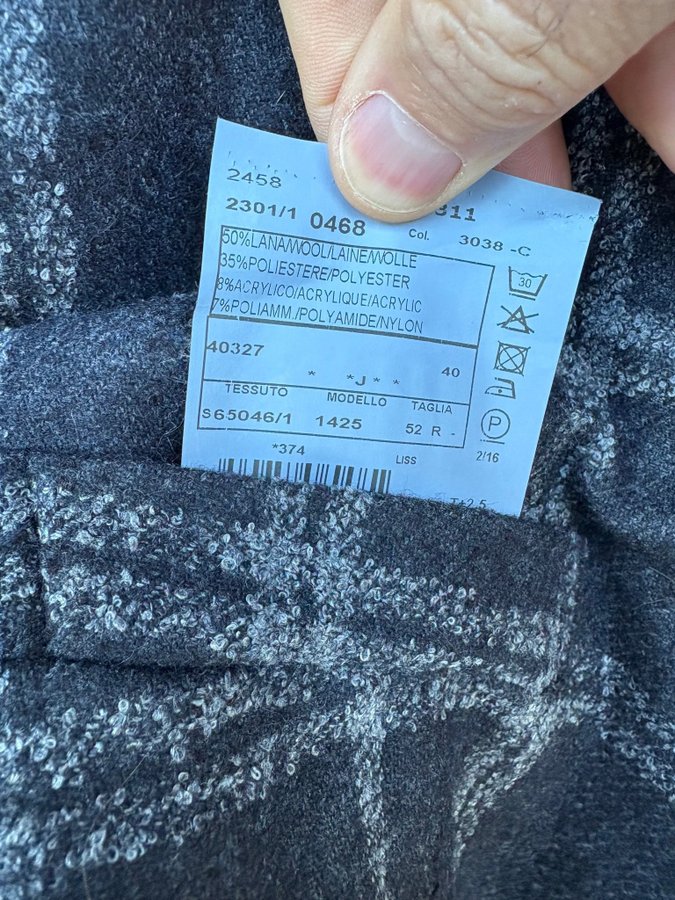 2458
2301/1 0468 311
Col. 3038 -C
50%LANA/WOOL/LAINE/WOLLE
35%POLIESTERE/POLYESTER
8%ACRYLICO/ACRYLIQUE/ACRYLIC
7%POLIAMM./POLYAMIDE/NYLON
30
40327 * *J * * 40
TESSUTO MODELLO TAGLIA
S65046/1 1425 52 R -
P
2/16
*374 LISS